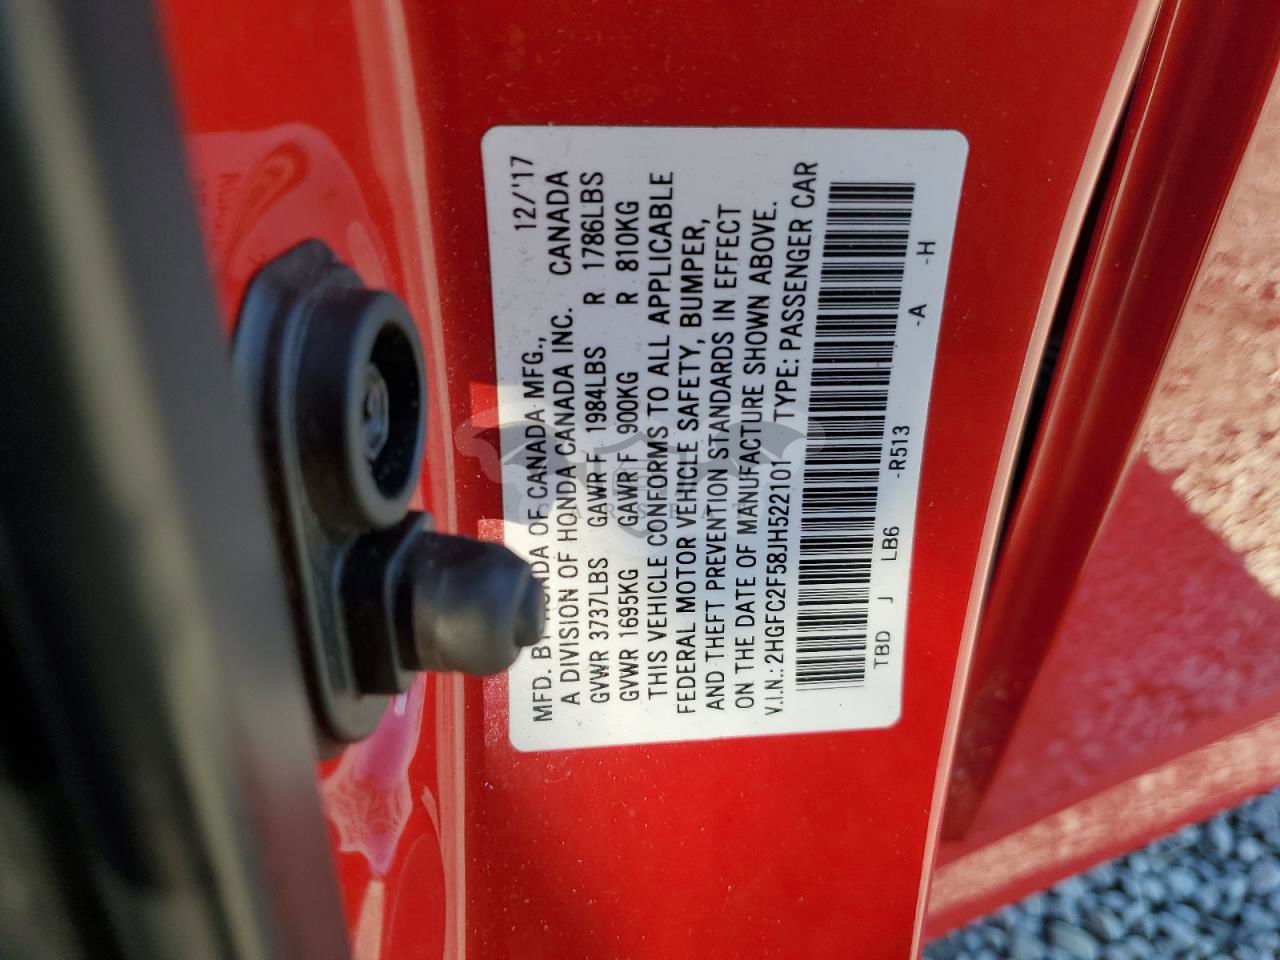 MFD. BY HONDA OF CANADA MFG., 12/'17
A DIVISION OF HONDA CANADA INC. CANADA
GVWR 3737LBS GAWR F 1984LBS R 1786LBS
GVWR 1695KG GAWR F 900KG R 810KG
THIS VEHICLE CONFORMS TO ALL APPLICABLE
FEDERAL MOTOR VEHICLE SAFETY, BUMPER,
AND THEFT PREVENTION STANDARDS IN EFFECT
ON THE DATE OF MANUFACTURE SHOWN ABOVE.
V.I.N.: 2HGFC2F58JH522101 TYPE: PASSENGER CAR
TBD J LB6 -R513 -A -H